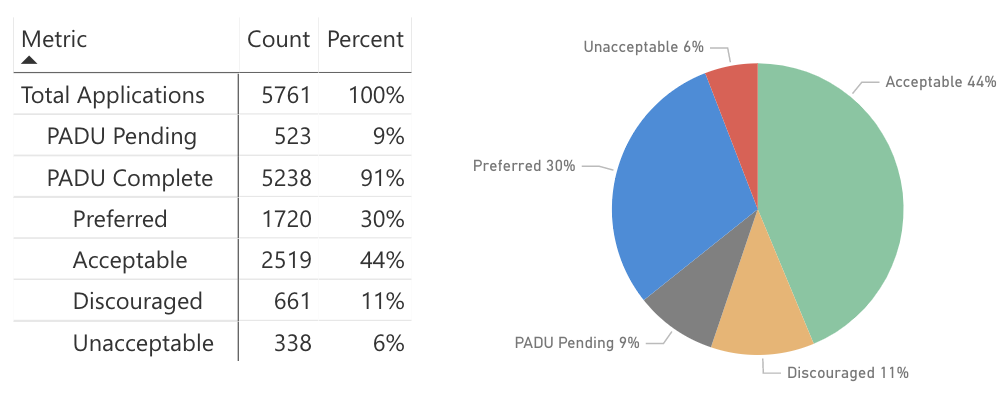 Metric Count Percent
Total Applications 5761 100%
PADU Pending 523 9%
PADU Complete 5238 91%
Preferred 1720 30%
Acceptable 2519 44%
Discouraged 661 11%
Unacceptable 338 6%
Unacceptable 6%
Acceptable 44%
Preferred 30%
PADU Pending 9%
Discouraged 11%